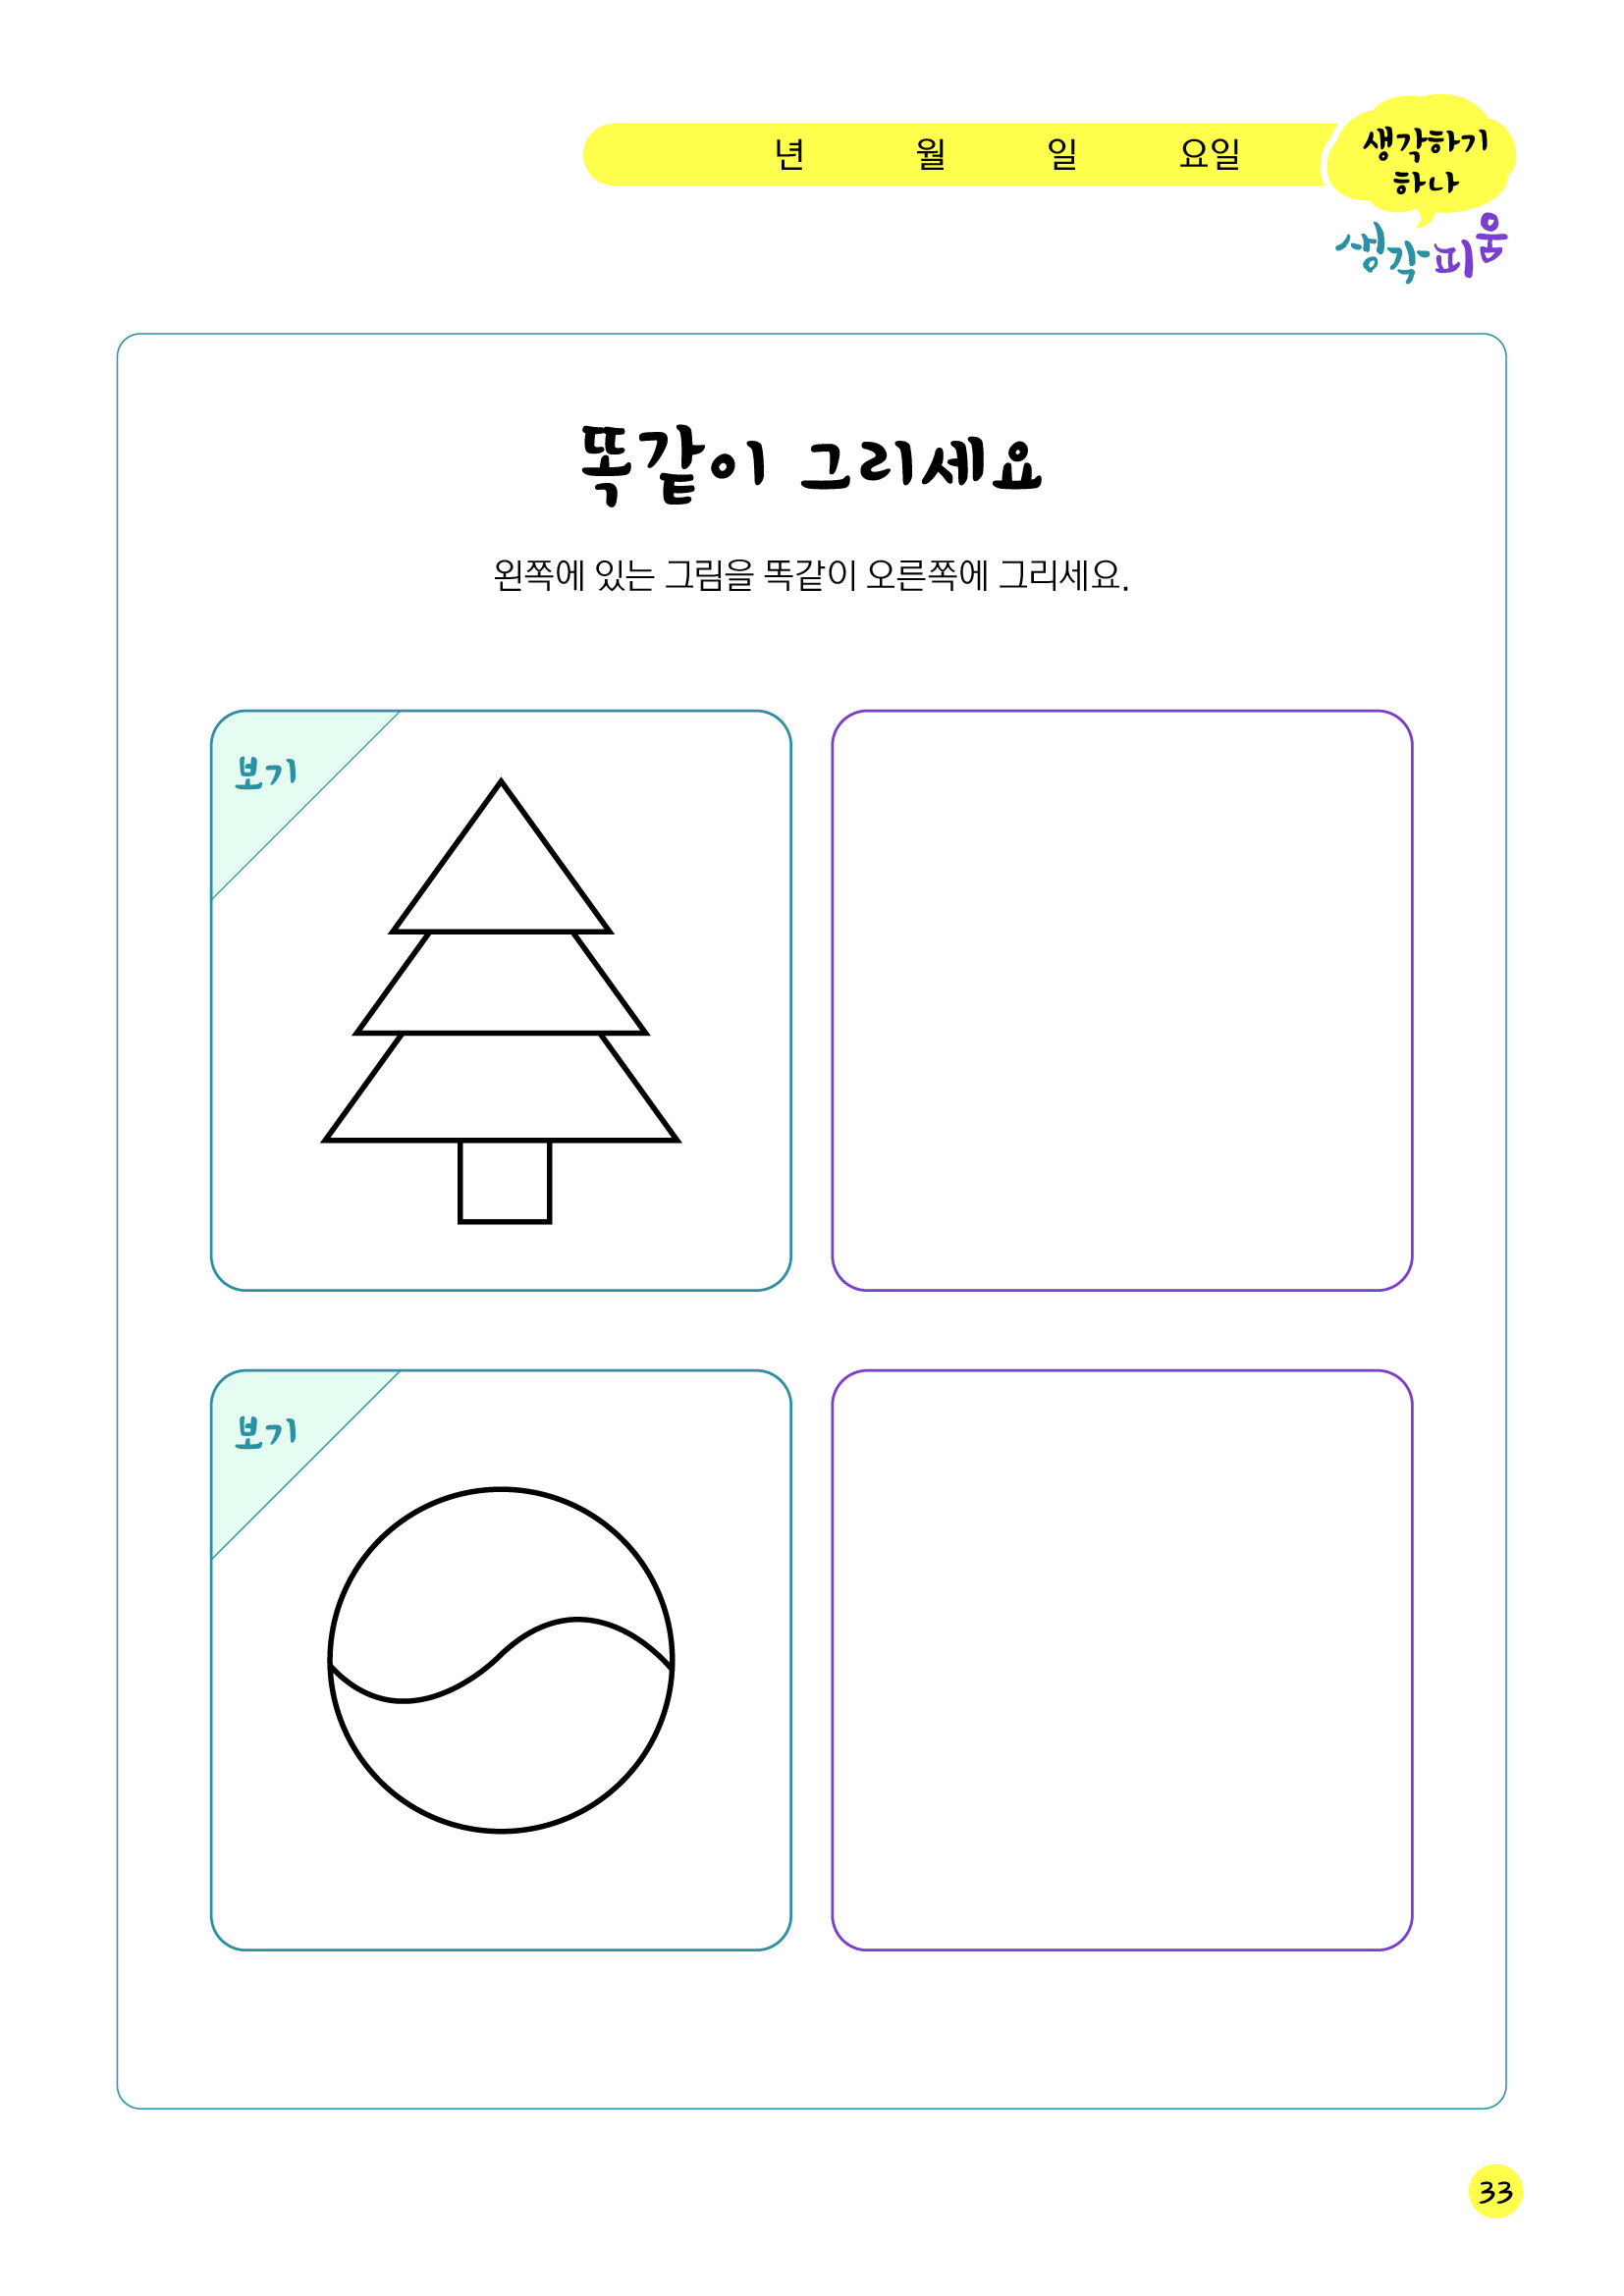 년 월 일 요일
생각하기
하나
생각피움
똑같이 그리세요
왼쪽에 있는 그림을 똑같이 오른쪽에 그리세요.
보기
보기
33